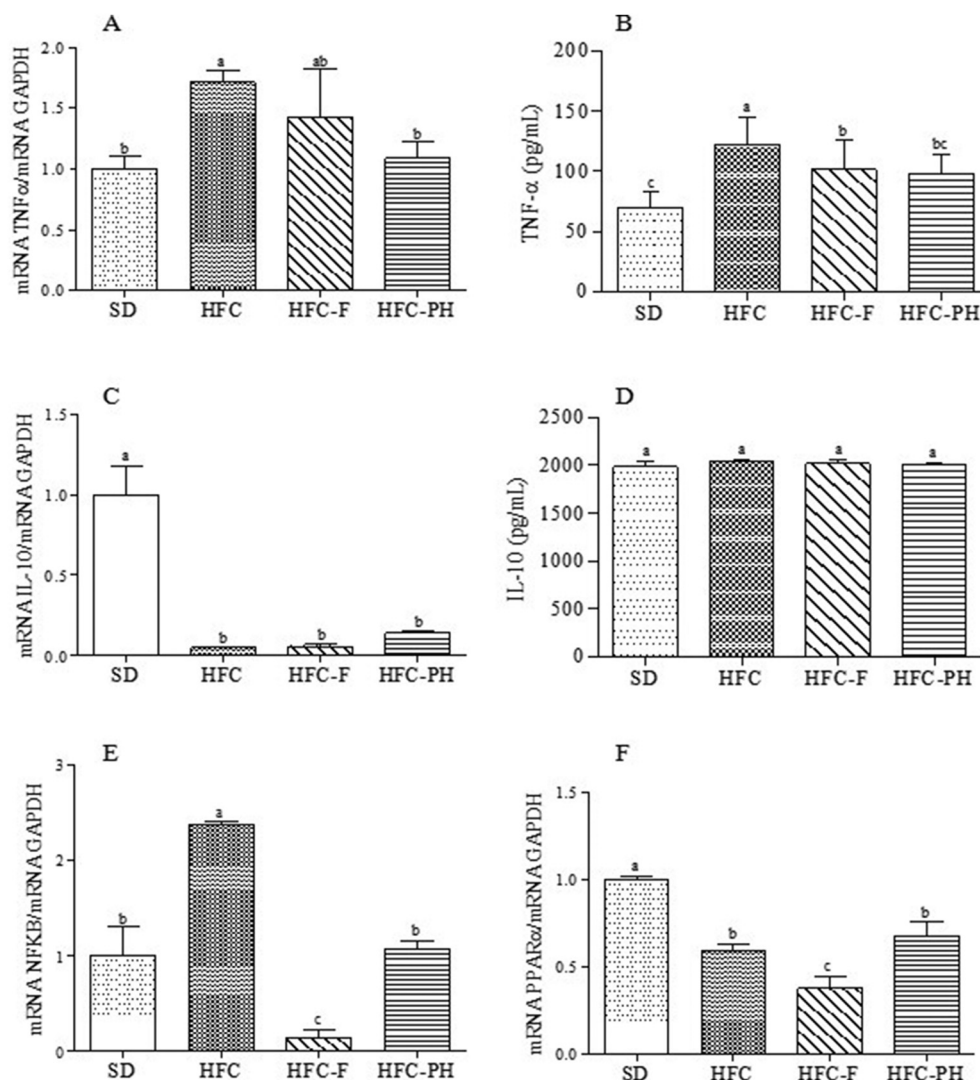 A
mRNA TNFα/mRNA GAPDH
2.0
1.5
1.0
0.5
0.0
b
a
ab
b
SD HFC HFC-F HFC-PH
B
TNF-α (pg/mL)
200
150
100
50
0
c
a
b
bc
SD HFC HFC-F HFC-PH
C
mRNA IL-10/mRNA GAPDH
1.5
1.0
0.5
0.0
a
b
b
b
SD HFC HFC-F HFC-PH
D
IL-10 (pg/mL)
2500
2000
1500
1000
500
0
a
a
a
a
SD HFC HFC-F HFC-PH
E
mRNA NFKB/mRNA GAPDH
3
2
1
0
b
a
c
b
SD HFC HFC-F HFC-PH
F
mRNA PPARα/mRNA GAPDH
1.5
1.0
0.5
0.0
a
b
c
b
SD HFC HFC-F HFC-PH